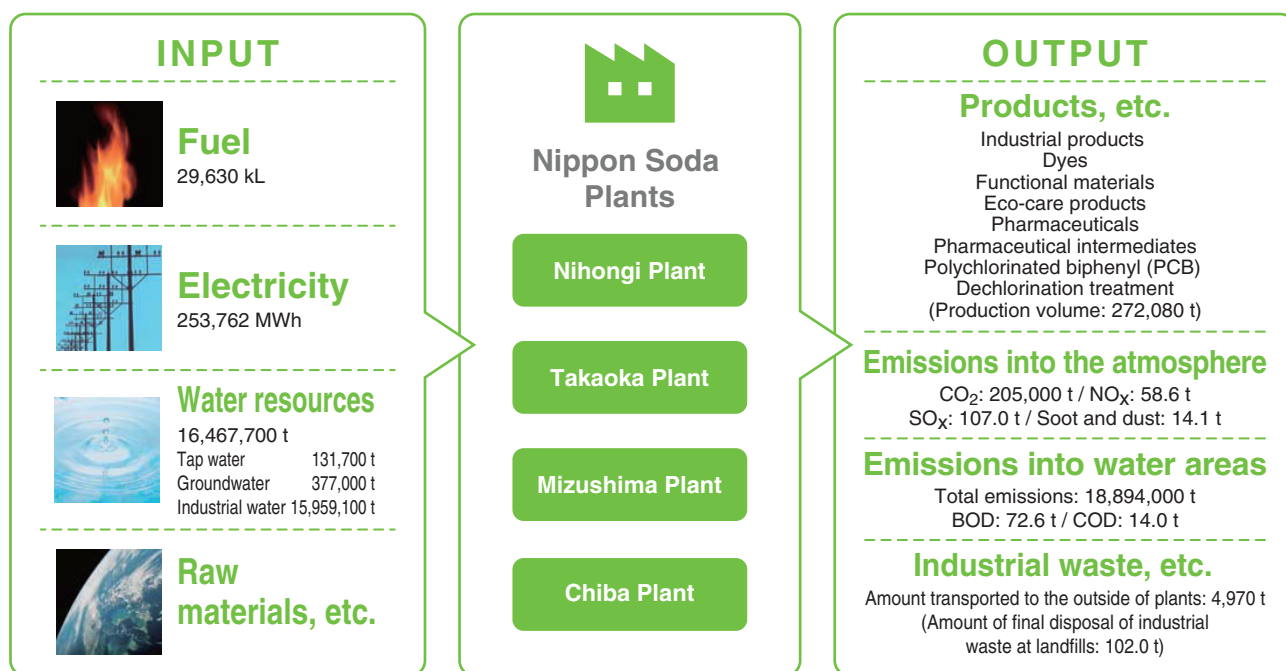 INPUT
Fuel
29,630 kL
Electricity
253,762 MWh
Water resources
16,467,700 t
Tap water 131,700 t
Groundwater 377,000 t
Industrial water 15,959,100 t
Raw
materials, etc.
Nippon Soda
Plants
Nihongi Plant
Takaoka Plant
Mizushima Plant
Chiba Plant
OUTPUT
Products, etc.
Industrial products
Dyes
Functional materials
Eco-care products
Pharmaceuticals
Pharmaceutical intermediates
Polychlorinated biphenyl (PCB)
Dechlorination treatment
(Production volume: 272,080 t)
Emissions into the atmosphere
CO₂: 205,000 t / NOX: 58.6 t
SOX: 107.0 t / Soot and dust: 14.1 t
Emissions into water areas
Total emissions: 18,894,000 t
BOD: 72.6 t / COD: 14.0 t
Industrial waste, etc.
Amount transported to the outside of plants: 4,970 t
(Amount of final disposal of industrial
waste at landfills: 102.0 t)